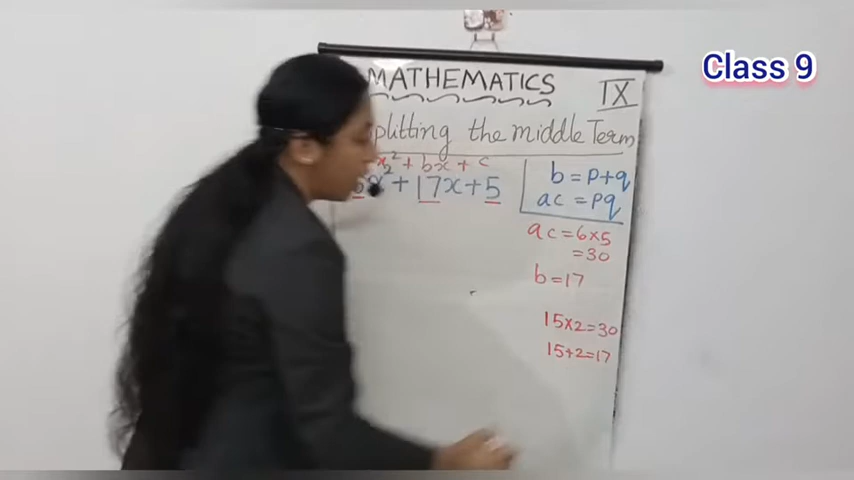 Class 9
MATHEMATICS
IX
plitting the middle Term
x² + bx + c
6x² + 17x + 5
b = p+q
ac = pq
ac = 6×5
= 30
b = 17
15×2=30
15+2=17